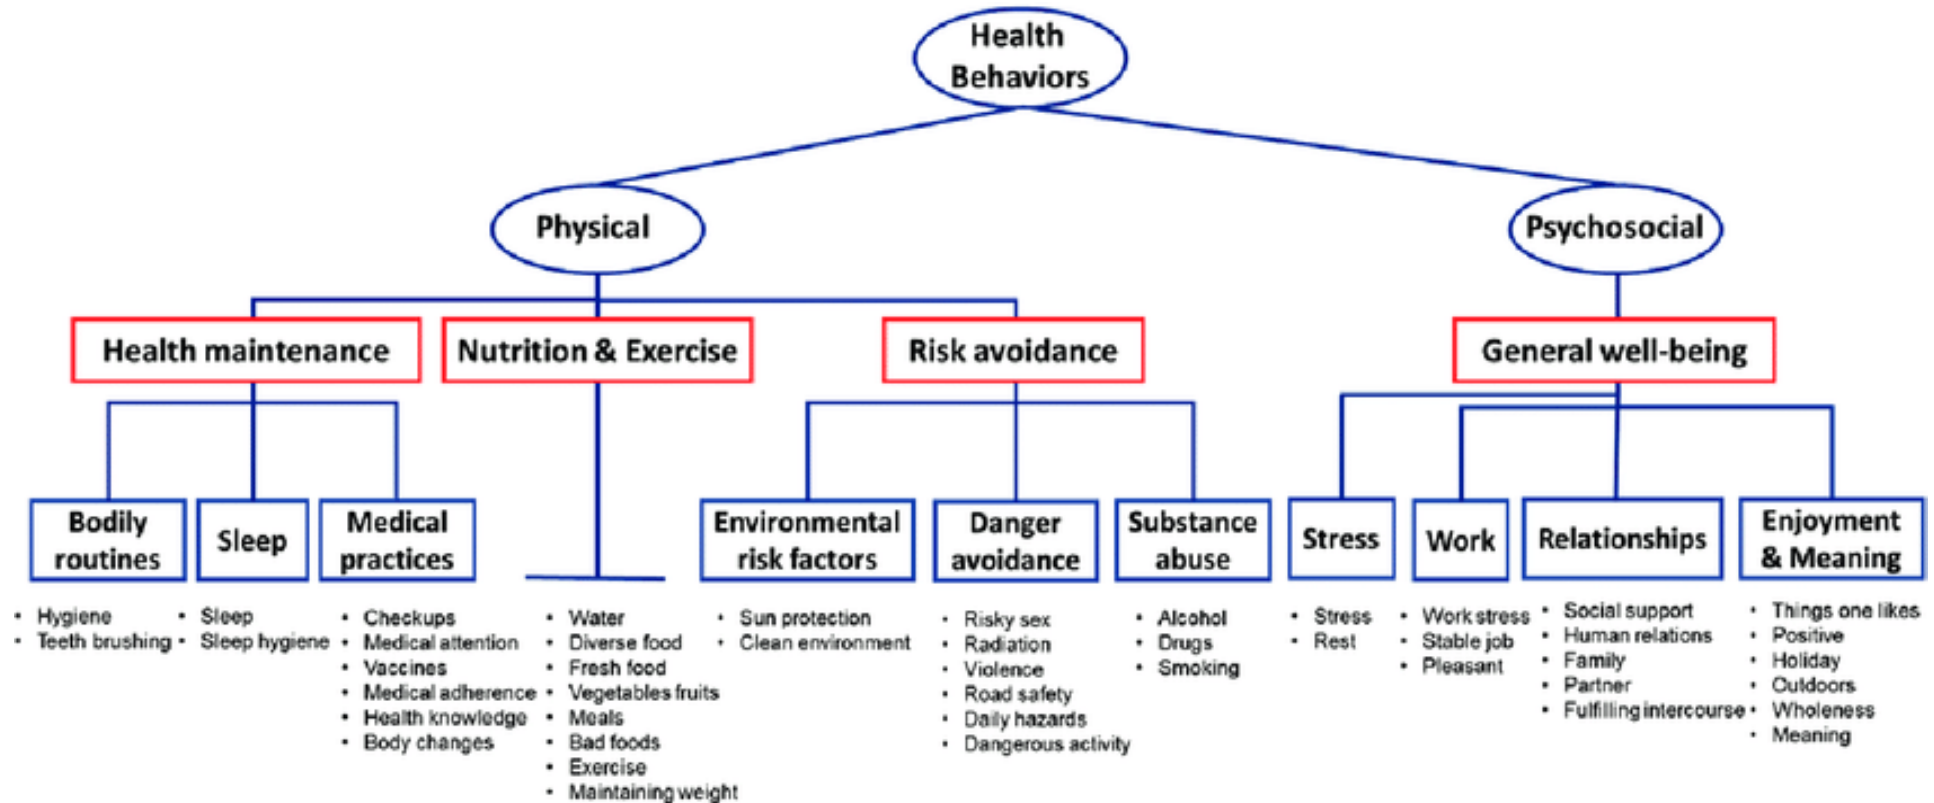 Health
Behaviors
Physical
Psychosocial
Health maintenance
Nutrition & Exercise
Risk avoidance
General well-being
Bodily
routines
Sleep
Medical
practices
Environmental
risk factors
Danger
avoidance
Substance
abuse
Stress
Work
Relationships
Enjoyment
& Meaning
• Hygiene
• Teeth brushing
• Sleep
• Sleep hygiene
• Checkups
• Medical attention
• Vaccines
• Medical adherence
• Health knowledge
• Body changes
• Water
• Diverse food
• Fresh food
• Vegetables fruits
• Meals
• Bad foods
• Exercise
• Maintaining weight
• Sun protection
• Clean environment
• Risky sex
• Radiation
• Violence
• Road safety
• Daily hazards
• Dangerous activity
• Alcohol
• Drugs
• Smoking
• Stress
• Rest
• Work stress
• Stable job
• Pleasant
• Social support
• Human relations
• Family
• Partner
• Fulfilling intercourse
• Things one likes
• Positive
• Holiday
• Outdoors
• Wholeness
• Meaning